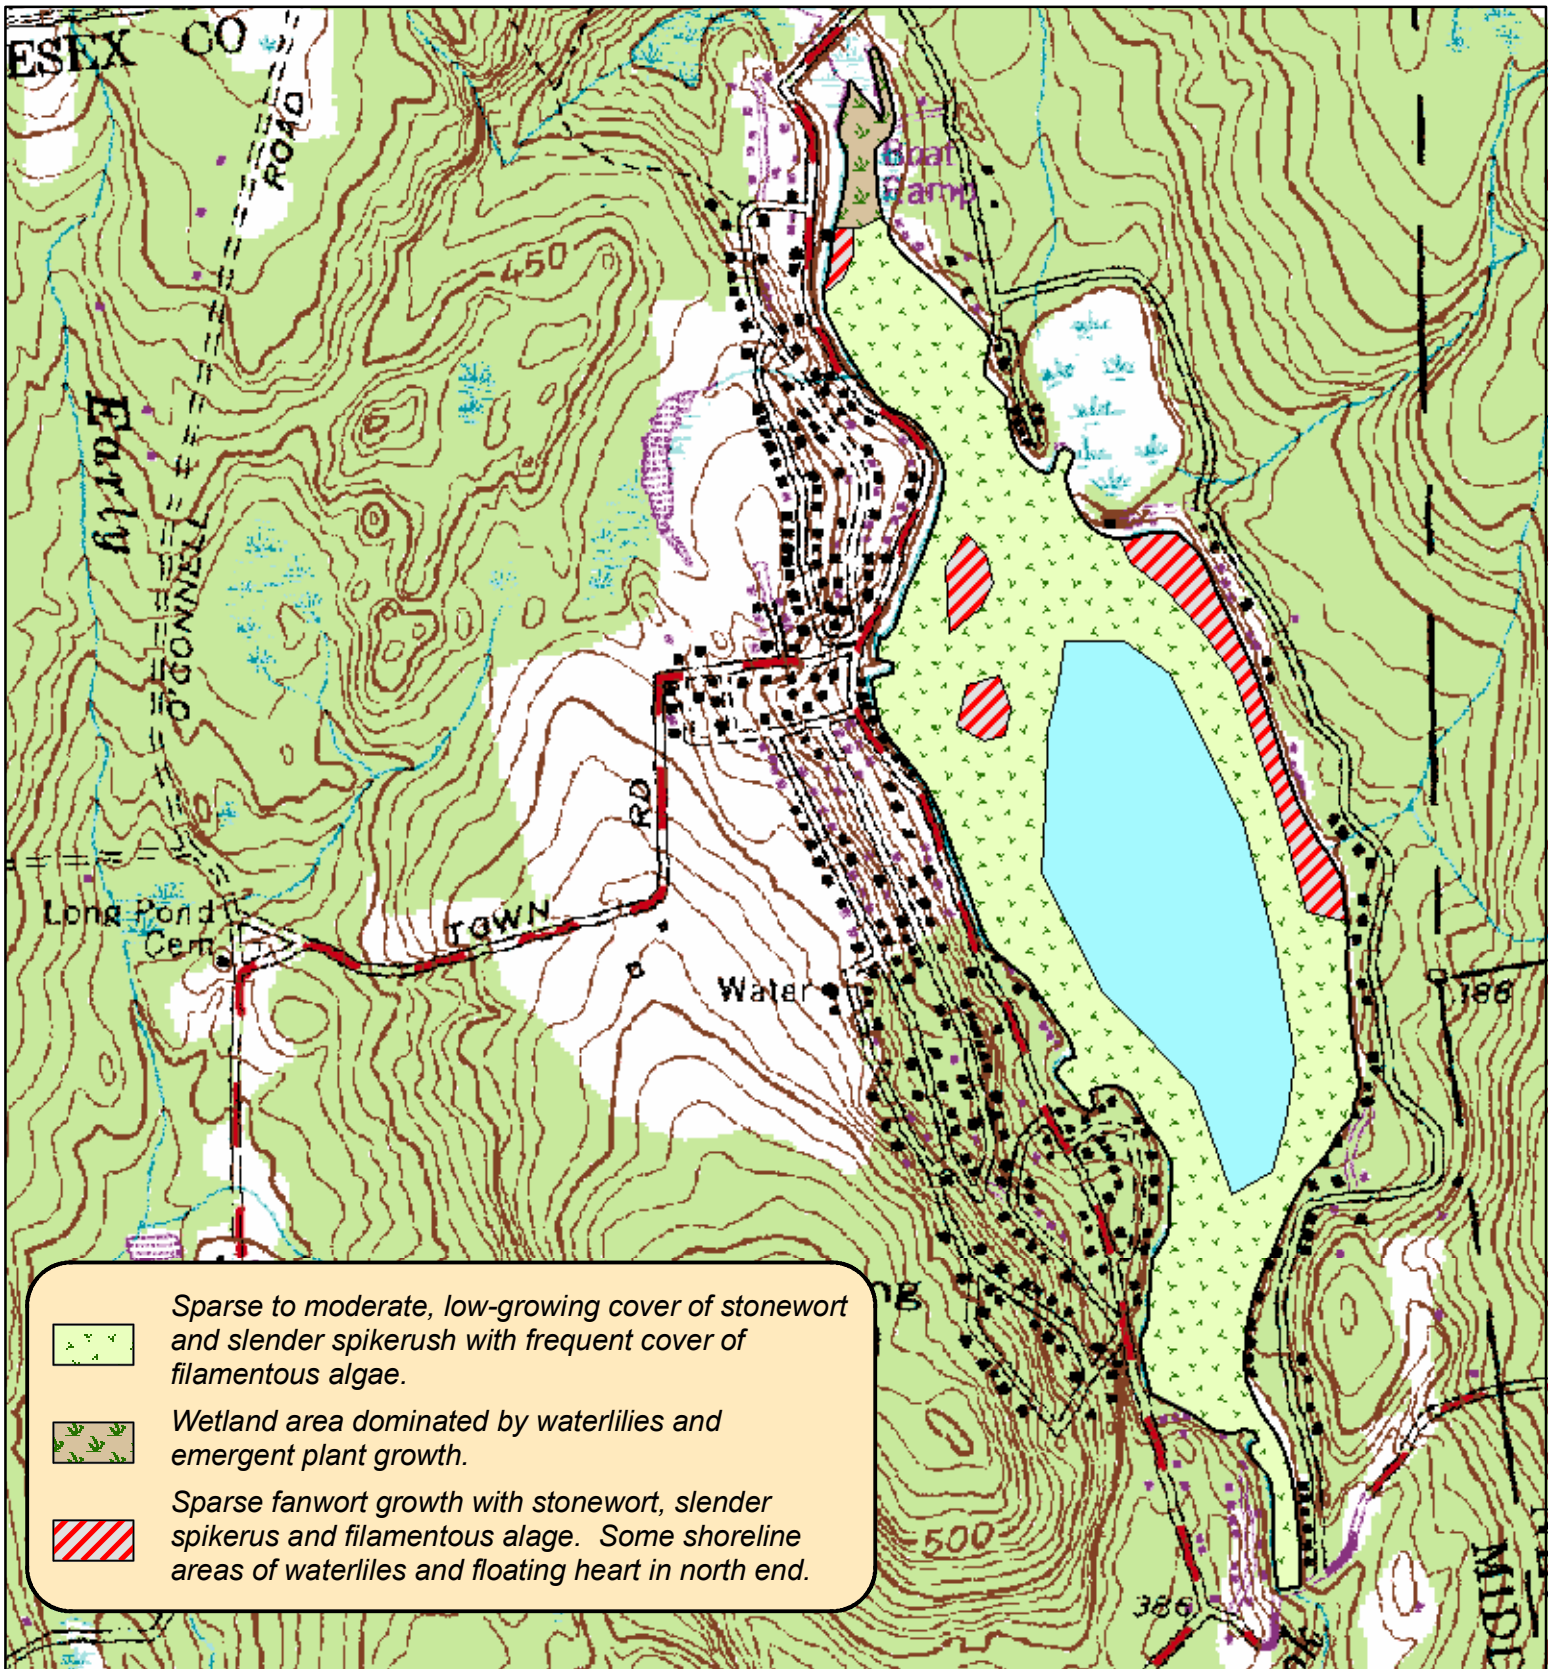 ESEX CO
ROAD
Boat
Ramp
450
Early
O'CONNELL
RD
TOWN
Long Pond
Cem
Water
188
ng
Sparse to moderate, low-growing cover of stonewort
and slender spikerush with frequent cover of
filamentous algae.
Wetland area dominated by waterlilies and
emergent plant growth.
Sparse fanwort growth with stonewort, slender
spikerus and filamentous alage. Some shoreline
areas of waterliles and floating heart in north end.
500
386
MIDD